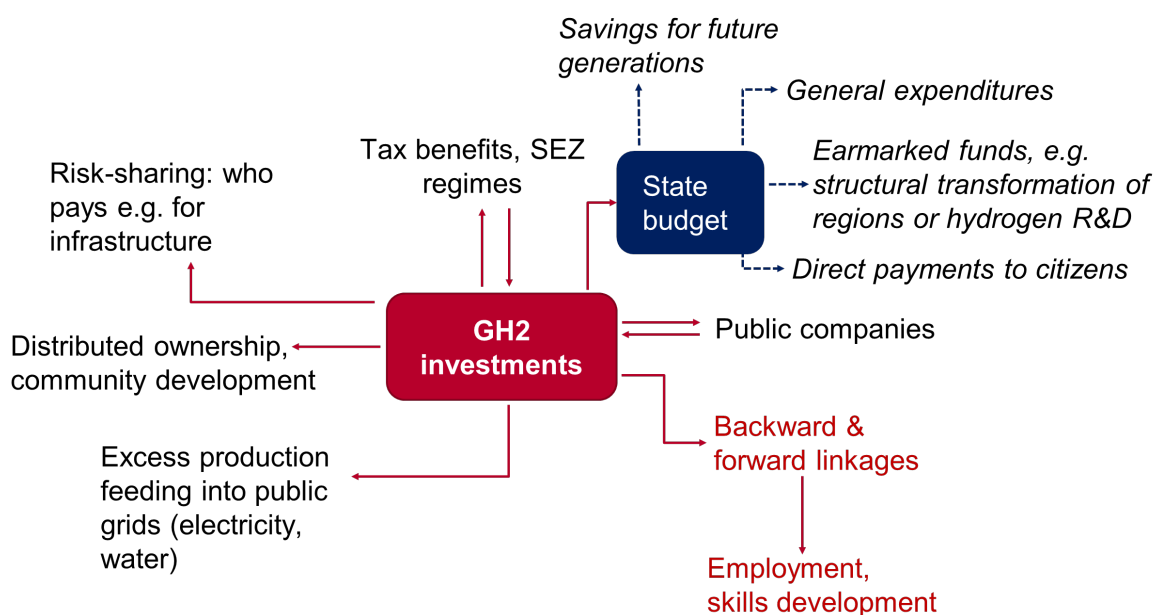 Savings for future
generations
General expenditures
Tax benefits, SEZ
regimes
Earmarked funds, e.g.
structural transformation of
regions or hydrogen R&D
State
budget
Risk-sharing: who
pays e.g. for
infrastructure
Direct payments to citizens
GH2
investments
Public companies
Distributed ownership,
community development
Backward &
forward linkages
Excess production
feeding into public
grids (electricity,
water)
Employment,
skills development